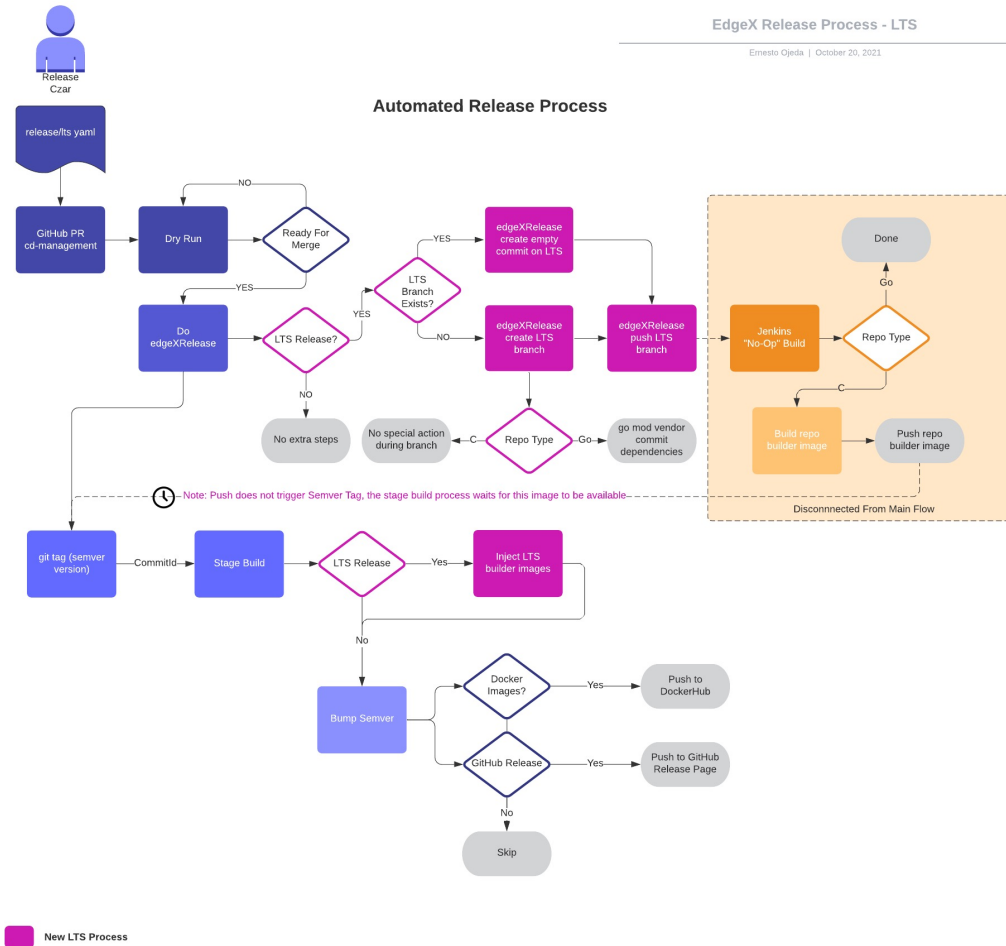 EdgeX Release Process - LTS
Ernesto Ojeda | October 20, 2021
Release
Czar
Automated Release Process
release/lts yaml
GitHub PR
cd-management
Dry Run
NO
Ready For
Merge
YES
Do
edgeXRelease
LTS Release?
YES
NO
No extra steps
LTS
Branch
Exists?
YES
NO
edgeXRelease
create empty
commit on LTS
edgeXRelease
create LTS
branch
edgeXRelease
push LTS
branch
Repo Type
C
No special action
during branch
Go
go mod vendor
commit
dependencies
Jenkins
"No-Op" Build
Repo Type
Go
Done
C
Build repo
builder image
Push repo
builder image
Disconnnected From Main Flow
Note: Push does not trigger Semver Tag, the stage build process waits for this image to be available
git tag (semver
version)
CommitId
Stage Build
LTS Release
Yes
Inject LTS
builder images
No
Bump Semver
Docker
Images?
Yes
Push to
DockerHub
GitHub Release
Yes
Push to GitHub
Release Page
No
Skip
New LTS Process